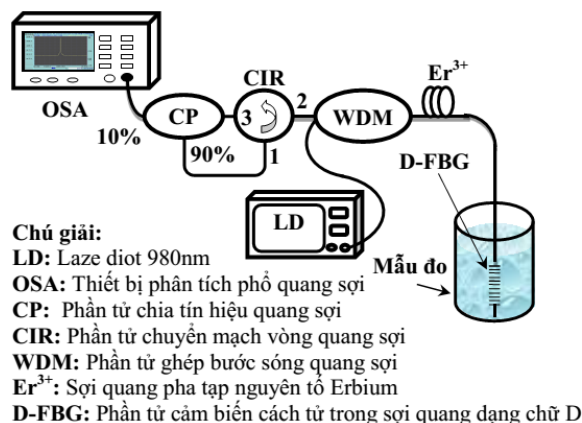 Er³⁺
CIR
OSA
CP
3
2
WDM
10%
90%
1
D-FBG
LD
Mẫu đo
Chú giải:
LD: Laze diot 980nm
OSA: Thiết bị phân tích phổ quang sợi
CP: Phần tử chia tín hiệu quang sợi
CIR: Phần tử chuyển mạch vòng quang sợi
WDM: Phần tử ghép bước sóng quang sợi
Er³⁺: Sợi quang pha tạp nguyên tố Erbium
D-FBG: Phần tử cảm biến cách tử trong sợi quang dạng chữ D